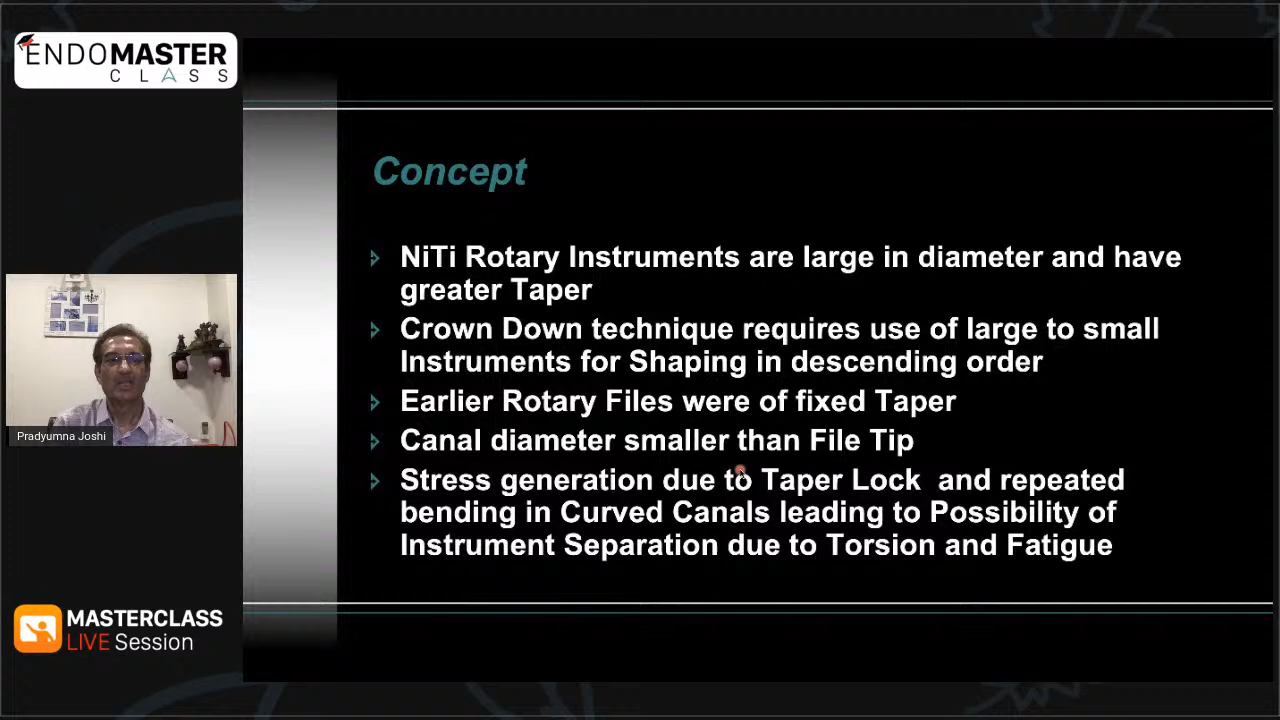 ENDOMASTER
CLASS
Concept
NiTi Rotary Instruments are large in diameter and have
greater Taper
Crown Down technique requires use of large to small
Instruments for Shaping in descending order
Earlier Rotary Files were of fixed Taper
Canal diameter smaller than File Tip
Stress generation due to Taper Lock and repeated
bending in Curved Canals leading to Possibility of
Instrument Separation due to Torsion and Fatigue
Pradyumna Joshi
MASTERCLASS
LIVE Session